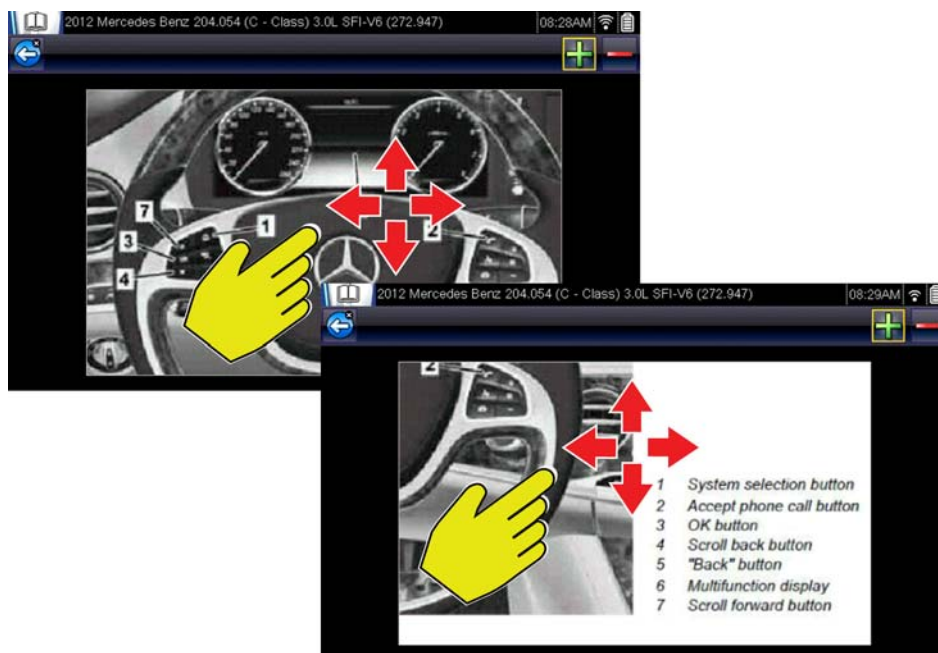 2012 Mercedes Benz 204.054 (C - Class) 3.0L SFI-V6 (272.947) 08:28AM
7
1
3
2
4
2012 Mercedes Benz 204.054 (C - Class) 3.0L SFI-V6 (272.947) 08:29AM
2
1 System selection button
2 Accept phone call button
3 OK button
4 Scroll back button
5 "Back" button
6 Multifunction display
7 Scroll forward button